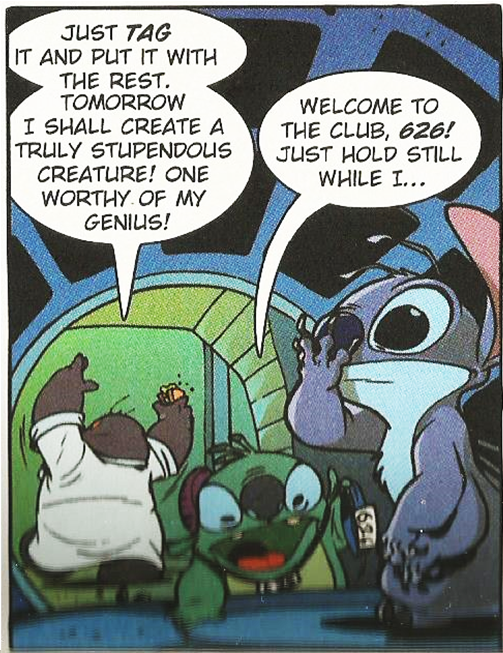 JUST TAG
IT AND PUT IT WITH
THE REST.
TOMORROW
I SHALL CREATE A
TRULY STUPENDOUS
CREATURE! ONE
WORTHY OF MY
GENIUS!
WELCOME TO
THE CLUB, 626!
JUST HOLD STILL
WHILE I...